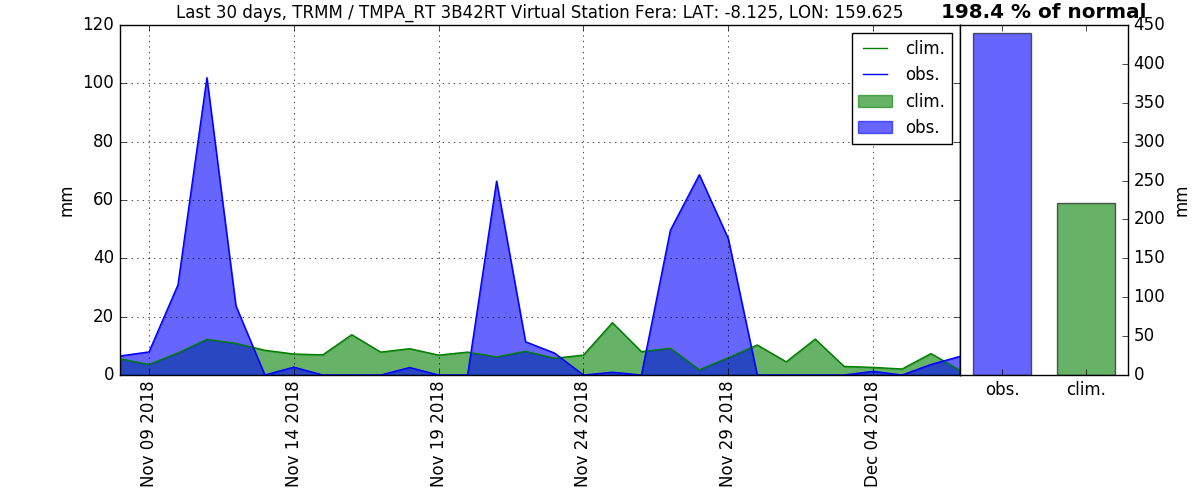 Last 30 days, TRMM / TMPA_RT 3B42RT Virtual Station Fera: LAT: -8.125, LON: 159.625
198.4 % of normal
120
100
80
60
40
20
0
mm
clim.
obs.
clim.
obs.
450
400
350
300
250
200
150
100
50
0
mm
obs.
clim.
Nov 09 2018
Nov 14 2018
Nov 19 2018
Nov 24 2018
Nov 29 2018
Dec 04 2018